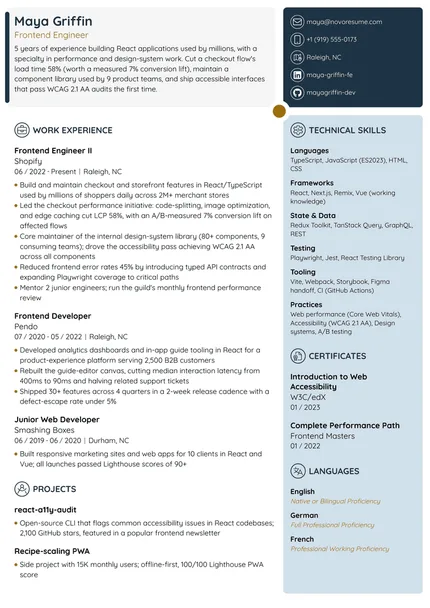 Maya Griffin
Frontend Engineer
5 years of experience building React applications used by millions, with a
specialty in performance and design-system work. Cut a checkout flow's
load time 58% (worth a measured 7% conversion lift), maintain a
component library used by 9 product teams, and ship accessible interfaces
that pass WCAG 2.1 AA audits the first time.
maya@novoresume.com
+1 (919) 555-0173
Raleigh, NC
maya-griffin-fe
mayagriffin-dev
WORK EXPERIENCE
Frontend Engineer II
Shopify
06 / 2022 - Present | Raleigh, NC
• Build and maintain checkout and storefront features in React/TypeScript
used by millions of shoppers daily across 2M+ merchant stores
• Led the checkout performance initiative: code-splitting, image optimization,
and edge caching cut LCP 58%, with an A/B-measured 7% conversion lift on
affected flows
• Core maintainer of the internal design-system library (80+ components, 9
consuming teams); drove the accessibility pass achieving WCAG 2.1 AA
across all components
• Reduced frontend error rates 45% by introducing typed API contracts and
expanding Playwright coverage to critical paths
• Mentor 2 junior engineers; run the guild's monthly frontend performance
review
Frontend Developer
Pendo
07 / 2020 - 05 / 2022 | Raleigh, NC
• Developed analytics dashboards and in-app guide tooling in React for a
product-experience platform serving 2,500 B2B customers
• Rebuilt the guide-editor canvas, cutting median interaction latency from
400ms to 90ms and halving related support tickets
• Shipped 30+ features across 4 quarters in a 2-week release cadence with a
defect-escape rate under 5%
Junior Web Developer
Smashing Boxes
06 / 2019 - 06 / 2020 | Durham, NC
• Built responsive marketing sites and web apps for 10 clients in React and
Vue; all launches passed Lighthouse scores of 90+
PROJECTS
react-a11y-audit
• Open-source CLI that flags common accessibility issues in React codebases;
2,100 GitHub stars, featured in a popular frontend newsletter
Recipe-scaling PWA
• Side project with 15K monthly users; offline-first, 100/100 Lighthouse PWA
score
TECHNICAL SKILLS
Languages
TypeScript, JavaScript (ES2023), HTML,
CSS
Frameworks
React, Next.js, Remix, Vue (working
knowledge)
State & Data
Redux Toolkit, TanStack Query, GraphQL,
REST
Testing
Playwright, Jest, React Testing Library
Tooling
Vite, Webpack, Storybook, Figma
handoff, CI (GitHub Actions)
Practices
Web performance (Core Web Vitals),
Accessibility (WCAG 2.1 AA), Design
systems, A/B testing
CERTIFICATES
Introduction to Web
Accessibility
W3C/edX
01 / 2023
Complete Performance Path
Frontend Masters
01 / 2022
LANGUAGES
English
Native or Bilingual Proficiency
German
Full Professional Proficiency
French
Professional Working Proficiency